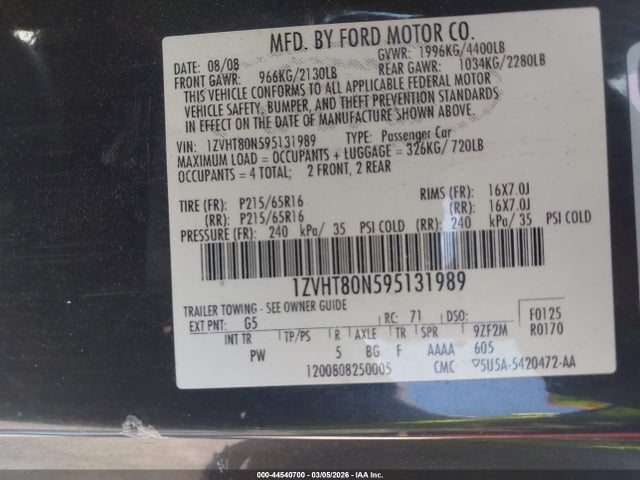 MFD. BY FORD MOTOR CO.
DATE: 08/08 GVWR: 1996KG/4400LB
FRONT GAWR: 966KG/2130LB REAR GAWR: 1034KG/2280LB
THIS VEHICLE CONFORMS TO ALL APPLICABLE FEDERAL MOTOR
VEHICLE SAFETY, BUMPER, AND THEFT PREVENTION STANDARDS
IN EFFECT ON THE DATE OF MANUFACTURE SHOWN ABOVE.
VIN: 1ZVHT80N595131989 TYPE: Passenger Car
MAXIMUM LOAD = OCCUPANTS + LUGGAGE = 326KG/720LB
OCCUPANTS = 4 TOTAL; 2 FRONT, 2 REAR
TIRE (FR): P215/65R16 RIMS (FR): 16X7.0J
(RR): P215/65R16 (RR): 16X7.0J
PRESSURE (FR): 240 kPa/ 35 PSI COLD (RR): 240 kPa/ 35 PSI COLD
1ZVHT80N595131989
TRAILER TOWING - SEE OWNER GUIDE
EXT PNT: G5 RC: 71 DSO: F0125
INT TR TP/PS R AXLE TR SPR 9ZF2M R0170
PW 5 BG F AAAA 605
1200808250005 CMC ▽5U5A-5420472-AA
000-44540700 — 03/05/2026 — IAA Inc.